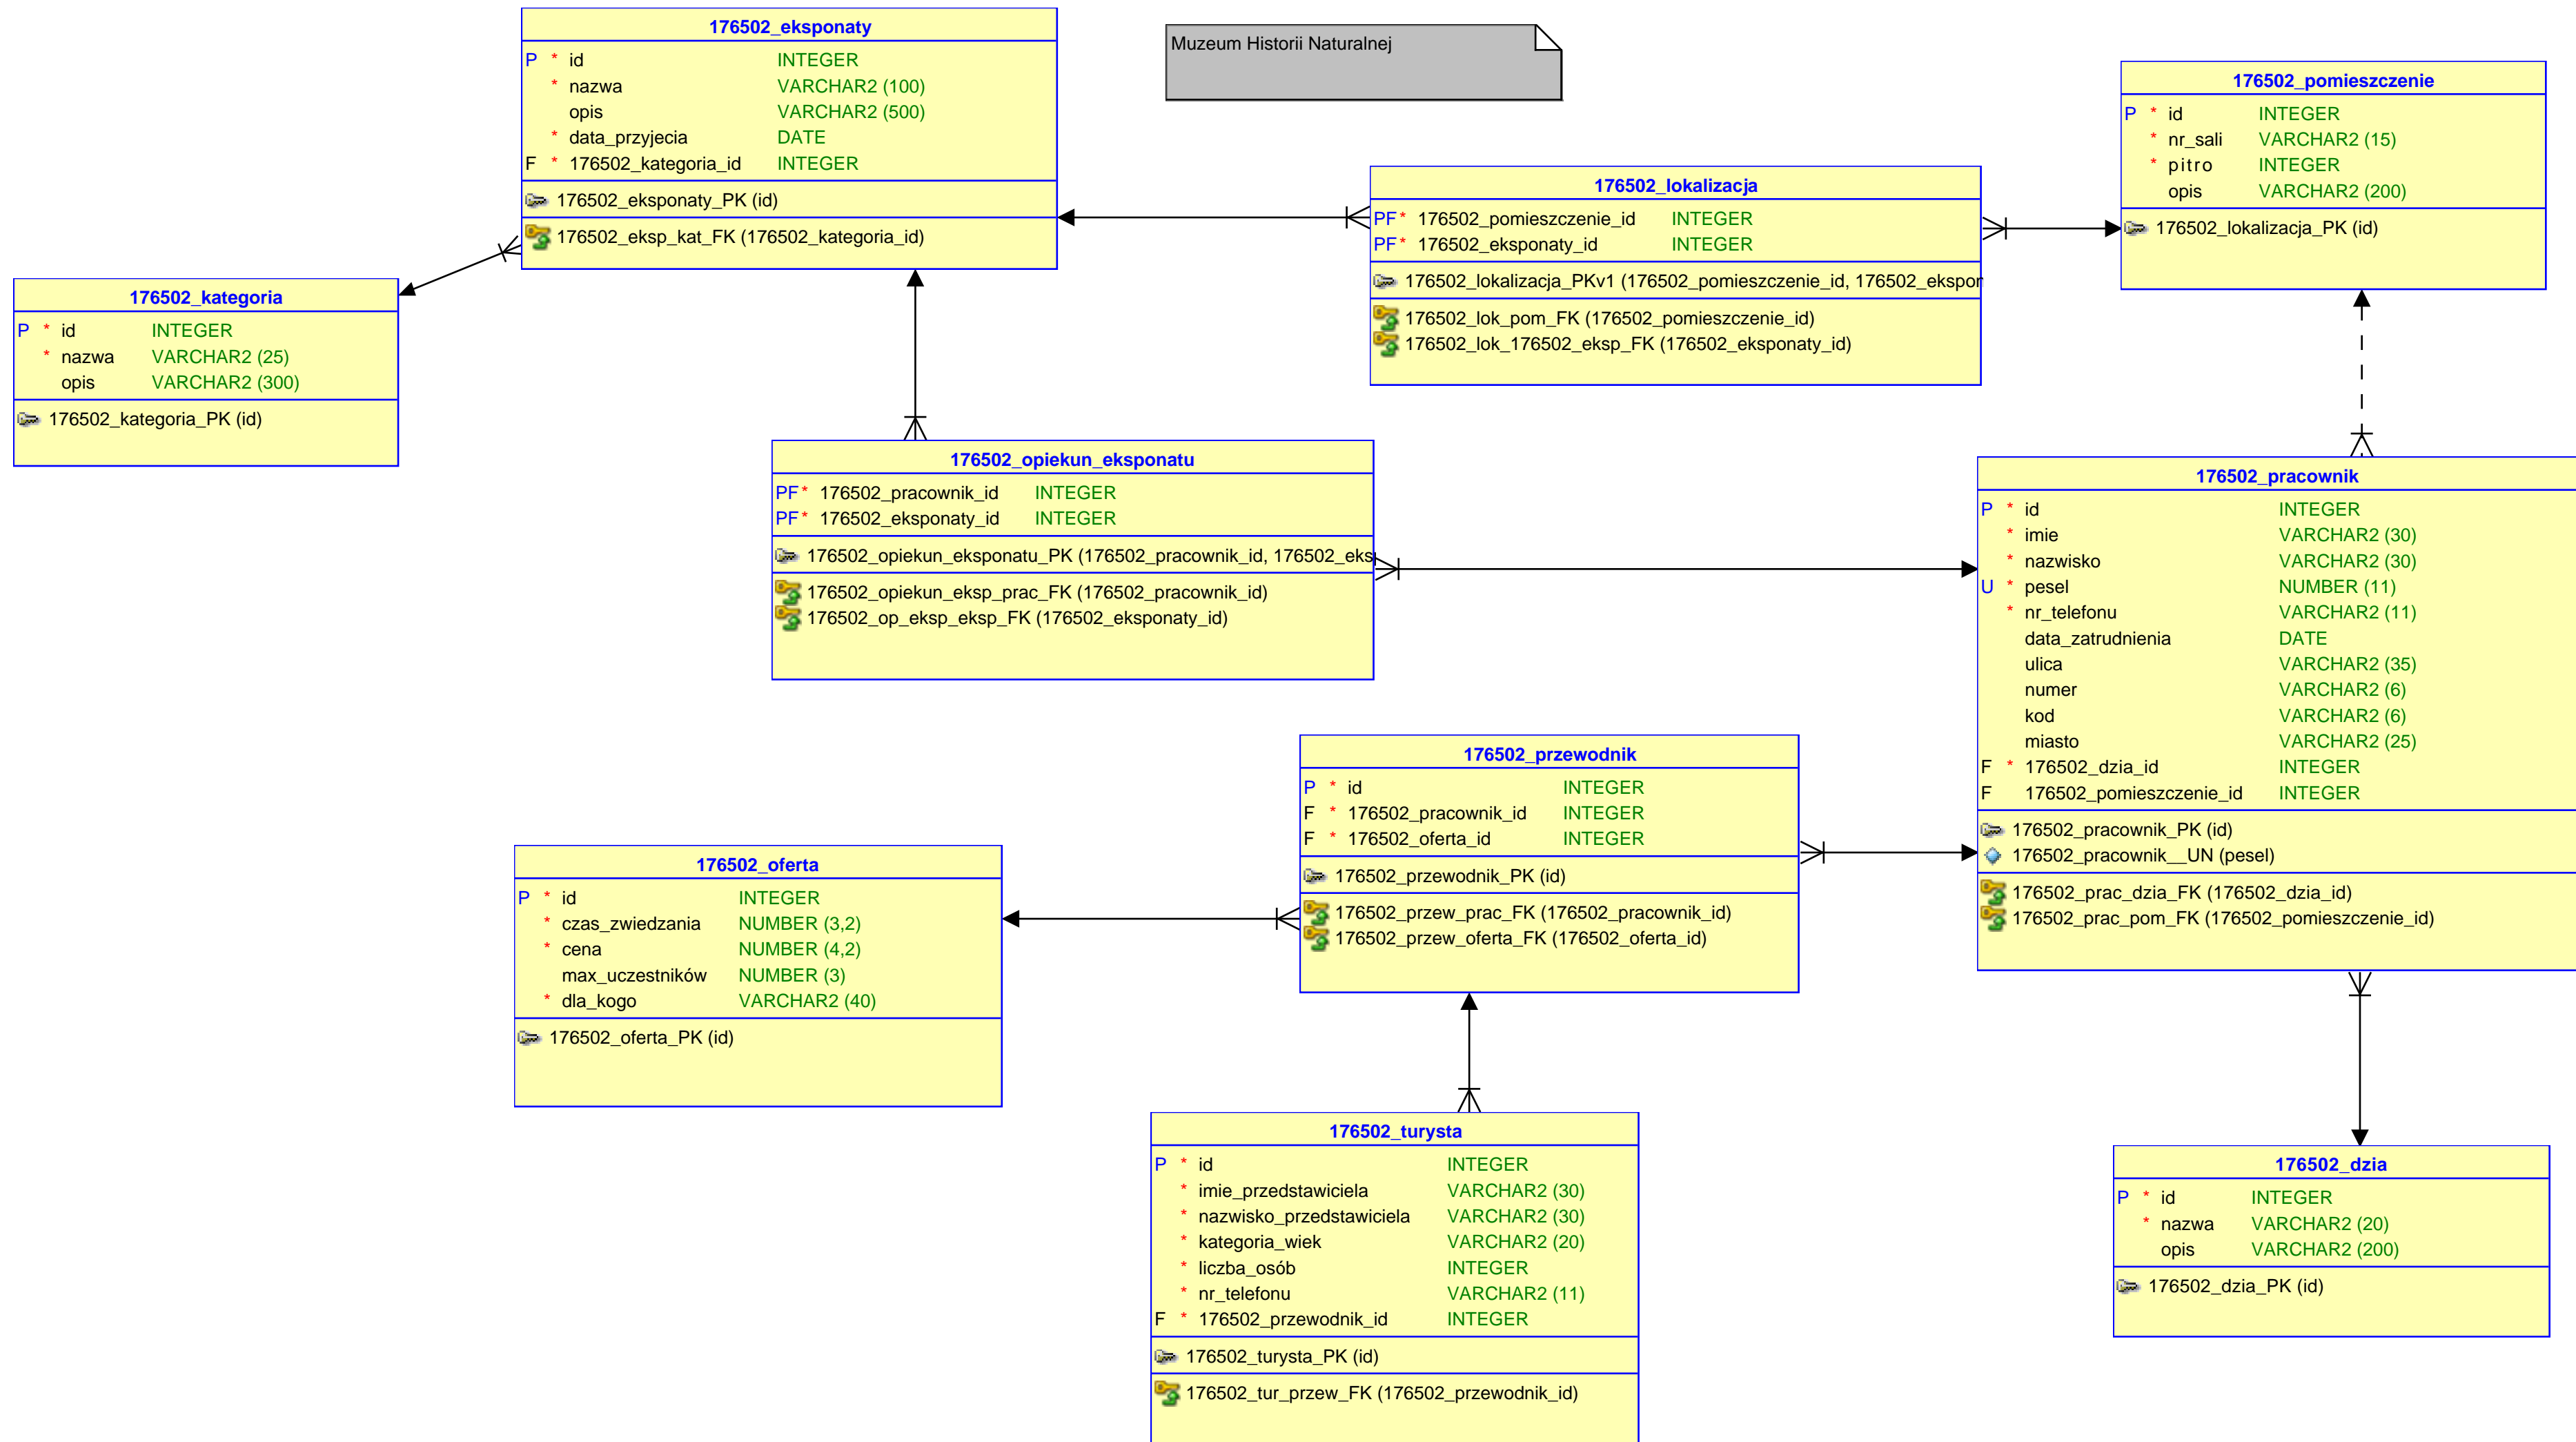 176502_eksponaty
P * id INTEGER
* nazwa VARCHAR2 (100)
opis VARCHAR2 (500)
* data_przyjecia DATE
F * 176502_kategoria_id INTEGER
176502_eksponaty_PK (id)
176502_eksp_kat_FK (176502_kategoria_id)
Muzeum Historii Naturalnej
176502_pomieszczenie
P * id INTEGER
* nr_sali VARCHAR2 (15)
* pitro INTEGER
opis VARCHAR2 (200)
176502_lokalizacja_PK (id)
176502_lokalizacja
PF* 176502_pomieszczenie_id INTEGER
PF* 176502_eksponaty_id INTEGER
176502_lokalizacja_PKv1 (176502_pomieszczenie_id, 176502_ekspor
176502_lok_pom_FK (176502_pomieszczenie_id)
176502_lok_176502_eksp_FK (176502_eksponaty_id)
176502_kategoria
P * id INTEGER
* nazwa VARCHAR2 (25)
opis VARCHAR2 (300)
176502_kategoria_PK (id)
176502_opiekun_eksponatu
PF* 176502_pracownik_id INTEGER
PF* 176502_eksponaty_id INTEGER
176502_opiekun_eksponatu_PK (176502_pracownik_id, 176502_eks
176502_opiekun_eksp_prac_FK (176502_pracownik_id)
176502_op_eksp_eksp_FK (176502_eksponaty_id)
176502_pracownik
P * id INTEGER
* imie VARCHAR2 (30)
* nazwisko VARCHAR2 (30)
U * pesel NUMBER (11)
* nr_telefonu VARCHAR2 (11)
data_zatrudnienia DATE
ulica VARCHAR2 (35)
numer VARCHAR2 (6)
kod VARCHAR2 (6)
miasto VARCHAR2 (25)
F * 176502_dzia_id INTEGER
F 176502_pomieszczenie_id INTEGER
176502_pracownik_PK (id)
176502_pracownik__UN (pesel)
176502_prac_dzia_FK (176502_dzia_id)
176502_prac_pom_FK (176502_pomieszczenie_id)
176502_przewodnik
P * id INTEGER
F * 176502_pracownik_id INTEGER
F * 176502_oferta_id INTEGER
176502_przewodnik_PK (id)
176502_przew_prac_FK (176502_pracownik_id)
176502_przew_oferta_FK (176502_oferta_id)
176502_oferta
P * id INTEGER
* czas_zwiedzania NUMBER (3,2)
* cena NUMBER (4,2)
max_uczestników NUMBER (3)
* dla_kogo VARCHAR2 (40)
176502_oferta_PK (id)
176502_turysta
P * id INTEGER
* imie_przedstawiciela VARCHAR2 (30)
* nazwisko_przedstawiciela VARCHAR2 (30)
* kategoria_wiek VARCHAR2 (20)
* liczba_osób INTEGER
* nr_telefonu VARCHAR2 (11)
F * 176502_przewodnik_id INTEGER
176502_turysta_PK (id)
176502_tur_przew_FK (176502_przewodnik_id)
176502_dzia
P * id INTEGER
* nazwa VARCHAR2 (20)
opis VARCHAR2 (200)
176502_dzia_PK (id)